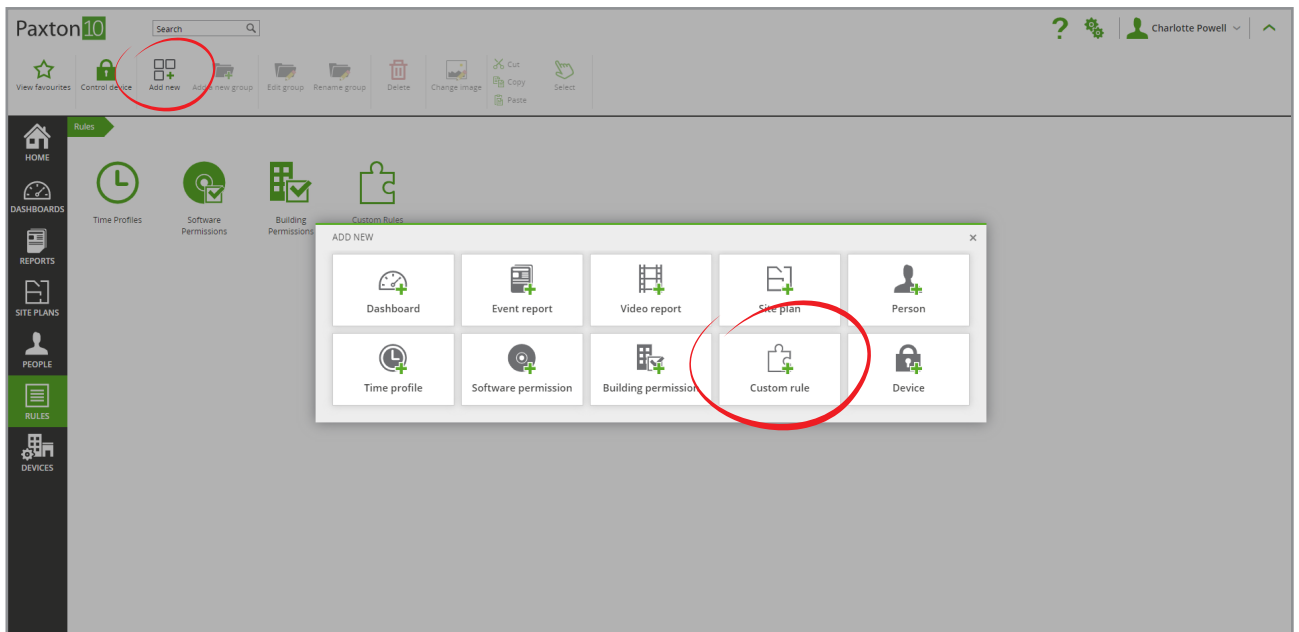 Paxton10
Search
Charlotte Powell
View favourites
Control device
Add new
Add a new group
Edit group
Rename group
Delete
Change image
Cut
Copy
Paste
Select
Rules
HOME
DASHBOARDS
REPORTS
SITE PLANS
PEOPLE
RULES
DEVICES
Time Profiles
Software
Permissions
Building
Permissions
Custom Rules
ADD NEW
Dashboard
Event report
Video report
Site plan
Person
Time profile
Software permission
Building permission
Custom rule
Device